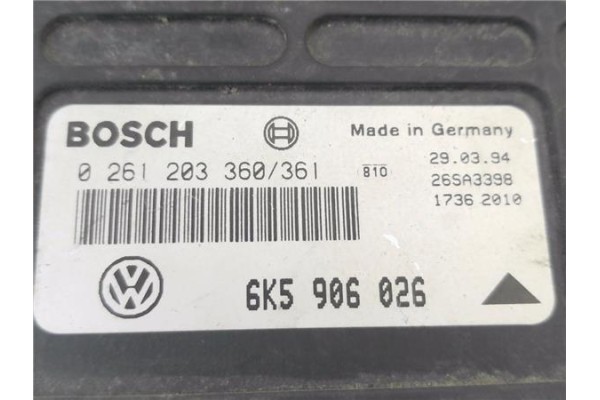 BOSCH
Made in Germany
0 261 203 360/361
810
29.03.94
26SA3398
1736 2010
VW
6K5 906 026